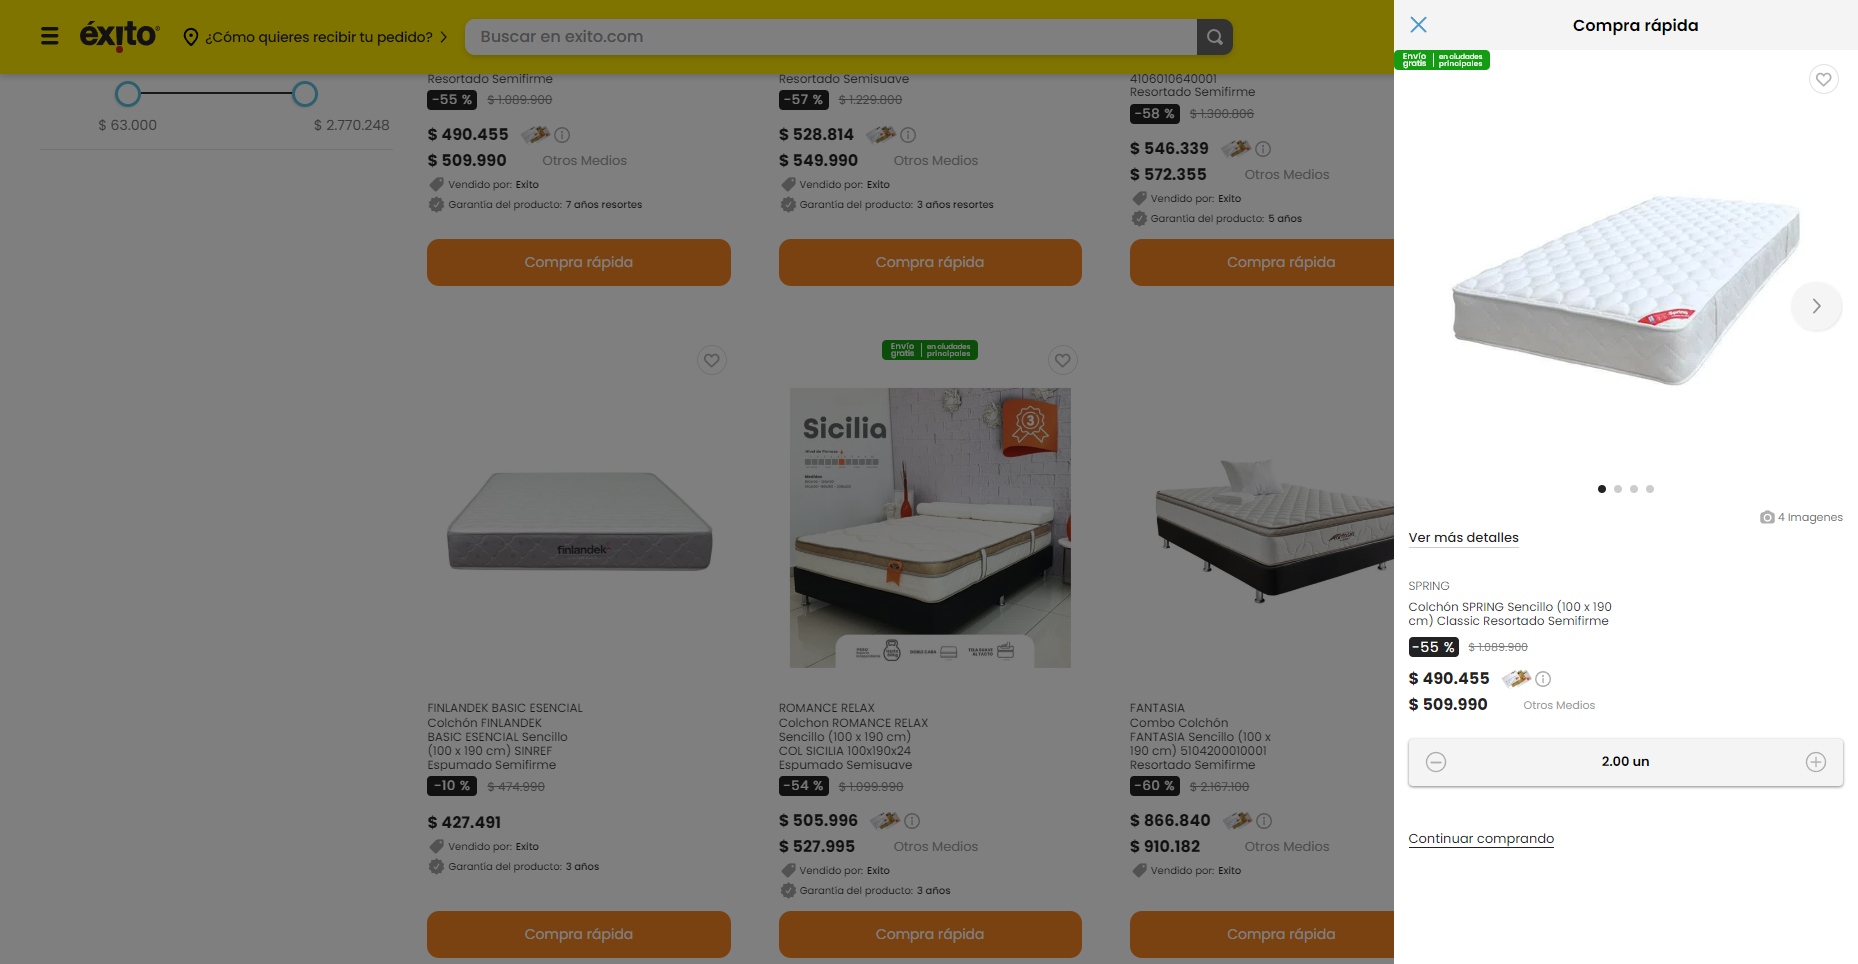 éxito
¿Cómo quieres recibir tu pedido?
Buscar en exito.com
$ 63.000
$ 2.770.248
Resortado Semifirme
-55 %
$ 1.089.900
$ 490.455
$ 509.990
Otros Medios
Vendido por: Exito
Garantía del producto: 7 años resortes
Compra rápida
Resortado Semisuave
-57 %
$ 1.229.800
$ 528.814
$ 549.990
Otros Medios
Vendido por: Exito
Garantía del producto: 3 años resortes
Compra rápida
4106010640001
Resortado Semifirme
-58 %
$ 1.300.806
$ 546.339
$ 572.355
Otros Medios
Vendido por: Exito
Garantía del producto: 5 años
Compra rápida
finlandek
FINLANDEK BASIC ESENCIAL
Colchón FINLANDEK
BASIC ESENCIAL Sencillo
(100 x 190 cm) SINREF
Espumado Semifirme
-10 %
$ 474.990
$ 427.491
Vendido por: Exito
Garantía del producto: 3 años
Compra rápida
Envío gratis
en ciudades principales
Sicilia
3
ROMANCE RELAX
Colchon ROMANCE RELAX
Sencillo (100 x 190 cm)
COL SICILIA 100x190x24
Espumado Semisuave
-54 %
$ 1.099.990
$ 505.996
$ 527.995
Otros Medios
Vendido por: Exito
Garantía del producto: 3 años
Compra rápida
FANTASIA
Combo Colchón
FANTASIA Sencillo (100 x
190 cm) 5104200010001
Resortado Semifirme
-60 %
$ 2.167.100
$ 866.840
$ 910.182
Otros Medios
Vendido por: Exito
Compra rápida
Compra rápida
Envío gratis
en ciudades principales
Spring
4 Imagenes
Ver más detalles
SPRING
Colchón SPRING Sencillo (100 x 190
cm) Classic Resortado Semifirme
-55 %
$ 1.089.900
$ 490.455
$ 509.990
Otros Medios
2.00 un
Continuar comprando